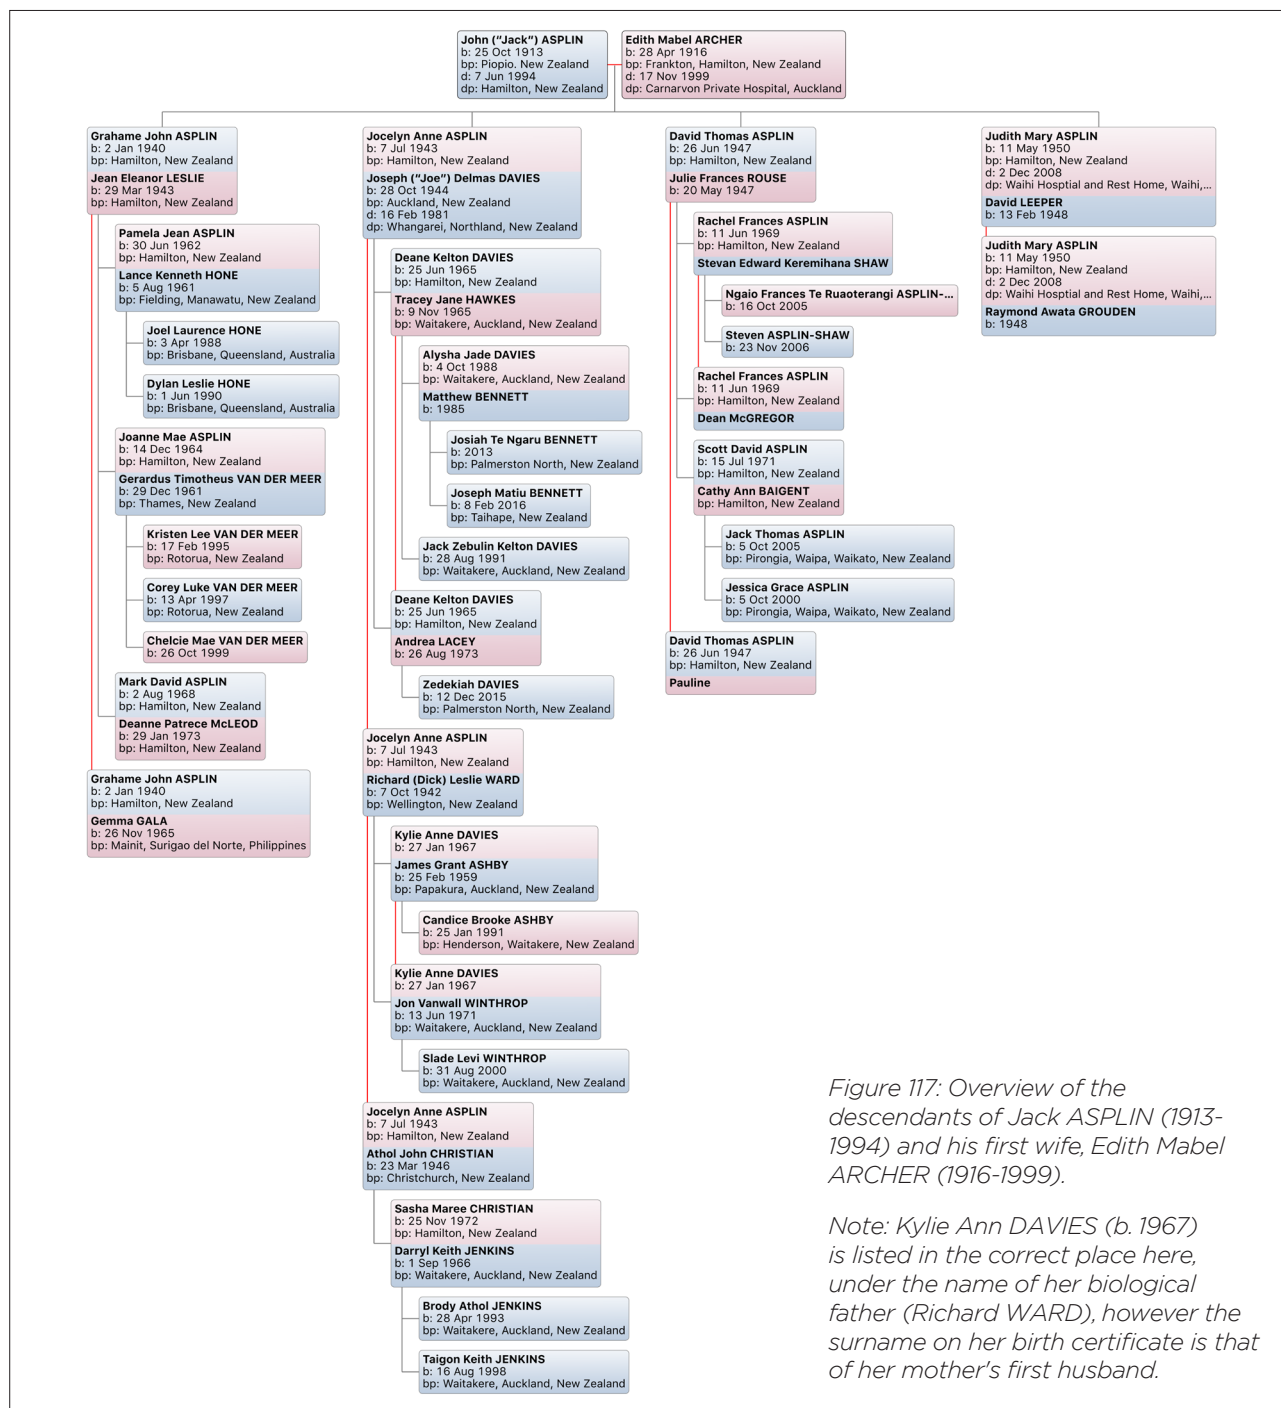 John (“Jack”) ASPLIN
b: 25 Oct 1913
bp: Piopio. New Zealand
d: 7 Jun 1994
dp: Hamilton, New Zealand
Edith Mabel ARCHER
b: 28 Apr 1916
bp: Frankton, Hamilton, New Zealand
d: 17 Nov 1999
dp: Carnarvon Private Hospital, Auckland
Grahame John ASPLIN
b: 2 Jan 1940
bp: Hamilton, New Zealand
Jean Eleanor LESLIE
b: 29 Mar 1943
bp: Hamilton, New Zealand
Pamela Jean ASPLIN
b: 30 Jun 1962
bp: Hamilton, New Zealand
Lance Kenneth HONE
b: 5 Aug 1961
bp: Fielding, Manawatu, New Zealand
Joel Laurence HONE
b: 3 Apr 1988
bp: Brisbane, Queensland, Australia
Dylan Leslie HONE
b: 1 Jun 1990
bp: Brisbane, Queensland, Australia
Joanne Mae ASPLIN
b: 14 Dec 1964
bp: Hamilton, New Zealand
Gerardus Timotheus VAN DER MEER
b: 29 Dec 1961
bp: Thames, New Zealand
Kristen Lee VAN DER MEER
b: 17 Feb 1995
bp: Rotorua, New Zealand
Corey Luke VAN DER MEER
b: 13 Apr 1997
bp: Rotorua, New Zealand
Chelcie Mae VAN DER MEER
b: 26 Oct 1999
Mark David ASPLIN
b: 2 Aug 1968
bp: Hamilton, New Zealand
Deanne Patrece McLEOD
b: 29 Jan 1973
bp: Hamilton, New Zealand
Grahame John ASPLIN
b: 2 Jan 1940
bp: Hamilton, New Zealand
Gemma GALA
b: 26 Nov 1965
bp: Mainit, Surigao del Norte, Philippines
Jocelyn Anne ASPLIN
b: 7 Jul 1943
bp: Hamilton, New Zealand
Joseph (“Joe”) Delmas DAVIES
b: 28 Oct 1944
bp: Auckland, New Zealand
d: 16 Feb 1981
dp: Whangarei, Northland, New Zealand
Deane Kelton DAVIES
b: 25 Jun 1965
bp: Hamilton, New Zealand
Tracey Jane HAWKES
b: 9 Nov 1965
bp: Waitakere, Auckland, New Zealand
Alysha Jade DAVIES
b: 4 Oct 1988
bp: Waitakere, Auckland, New Zealand
Matthew BENNETT
b: 1985
Josiah Te Ngaru BENNETT
b: 2013
bp: Palmerston North, New Zealand
Joseph Matiu BENNETT
b: 8 Feb 2016
bp: Taihape, New Zealand
Jack Zebulin Kelton DAVIES
b: 28 Aug 1991
bp: Waitakere, Auckland, New Zealand
Deane Kelton DAVIES
b: 25 Jun 1965
bp: Hamilton, New Zealand
Andrea LACEY
b: 26 Aug 1973
Zedekiah DAVIES
b: 12 Dec 2015
bp: Palmerston North, New Zealand
Jocelyn Anne ASPLIN
b: 7 Jul 1943
bp: Hamilton, New Zealand
Richard (Dick) Leslie WARD
b: 7 Oct 1942
bp: Wellington, New Zealand
Kylie Anne DAVIES
b: 27 Jan 1967
James Grant ASHBY
b: 25 Feb 1959
bp: Papakura, Auckland, New Zealand
Candice Brooke ASHBY
b: 25 Jan 1991
bp: Henderson, Waitakere, New Zealand
Kylie Anne DAVIES
b: 27 Jan 1967
Jon Vanwall WINTHROP
b: 13 Jun 1971
bp: Waitakere, Auckland, New Zealand
Slade Levi WINTHROP
b: 31 Aug 2000
bp: Waitakere, Auckland, New Zealand
Jocelyn Anne ASPLIN
b: 7 Jul 1943
bp: Hamilton, New Zealand
Athol John CHRISTIAN
b: 23 Mar 1946
bp: Christchurch, New Zealand
Sasha Maree CHRISTIAN
b: 25 Nov 1972
bp: Hamilton, New Zealand
Darryl Keith JENKINS
b: 1 Sep 1966
bp: Waitakere, Auckland, New Zealand
Brody Athol JENKINS
b: 28 Apr 1993
bp: Waitakere, Auckland, New Zealand
Taigon Keith JENKINS
b: 16 Aug 1998
bp: Waitakere, Auckland, New Zealand
David Thomas ASPLIN
b: 26 Jun 1947
bp: Hamilton, New Zealand
Julie Frances ROUSE
b: 20 May 1947
Rachel Frances ASPLIN
b: 11 Jun 1969
bp: Hamilton, New Zealand
Stevan Edward Keremihana SHAW
Ngaio Frances Te Ruaoterangi ASPLIN-...
b: 16 Oct 2005
Steven ASPLIN-SHAW
b: 23 Nov 2006
Rachel Frances ASPLIN
b: 11 Jun 1969
bp: Hamilton, New Zealand
Dean McGREGOR
Scott David ASPLIN
b: 15 Jul 1971
bp: Hamilton, New Zealand
Cathy Ann BAIGENT
bp: Hamilton, New Zealand
Jack Thomas ASPLIN
b: 5 Oct 2005
bp: Pirongia, Waipa, Waikato, New Zealand
Jessica Grace ASPLIN
b: 5 Oct 2000
bp: Pirongia, Waipa, Waikato, New Zealand
David Thomas ASPLIN
b: 26 Jun 1947
bp: Hamilton, New Zealand
Pauline
Judith Mary ASPLIN
b: 11 May 1950
bp: Hamilton, New Zealand
d: 2 Dec 2008
dp: Waihi Hosptial and Rest Home, Waihi,...
David LEEPER
b: 13 Feb 1948
Judith Mary ASPLIN
b: 11 May 1950
bp: Hamilton, New Zealand
d: 2 Dec 2008
dp: Waihi Hosptial and Rest Home, Waihi,...
Raymond Awata GROUDEN
b: 1948
Figure 117: Overview of the
descendants of Jack ASPLIN (1913-
1994) and his first wife, Edith Mabel
ARCHER (1916-1999).
Note: Kylie Ann DAVIES (b. 1967)
is listed in the correct place here,
under the name of her biological
father (Richard WARD), however the
surname on her birth certificate is that
of her mother's first husband.